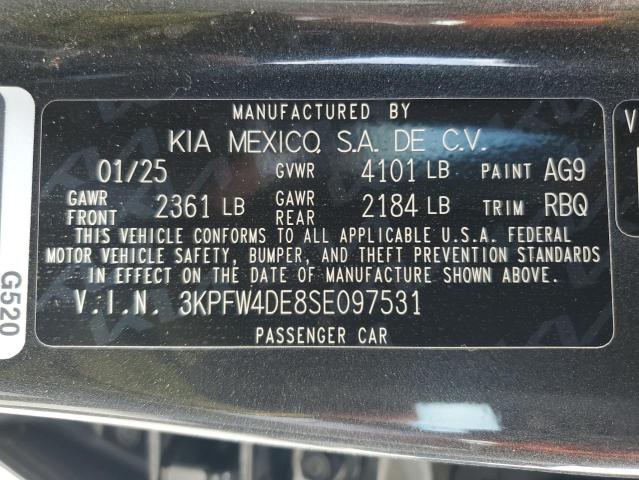 MANUFACTURED BY
KIA MEXICO, S.A. DE C.V.
01/25 GVWR 4101 LB PAINT AG9
GAWR FRONT 2361 LB GAWR REAR 2184 LB TRIM RBQ
THIS VEHICLE CONFORMS TO ALL APPLICABLE U.S.A. FEDERAL
MOTOR VEHICLE SAFETY, BUMPER, AND THEFT PREVENTION STANDARDS
IN EFFECT ON THE DATE OF MANUFACTURE SHOWN ABOVE.
V.I.N. 3KPFW4DE8SE097531
PASSENGER CAR
G520
V